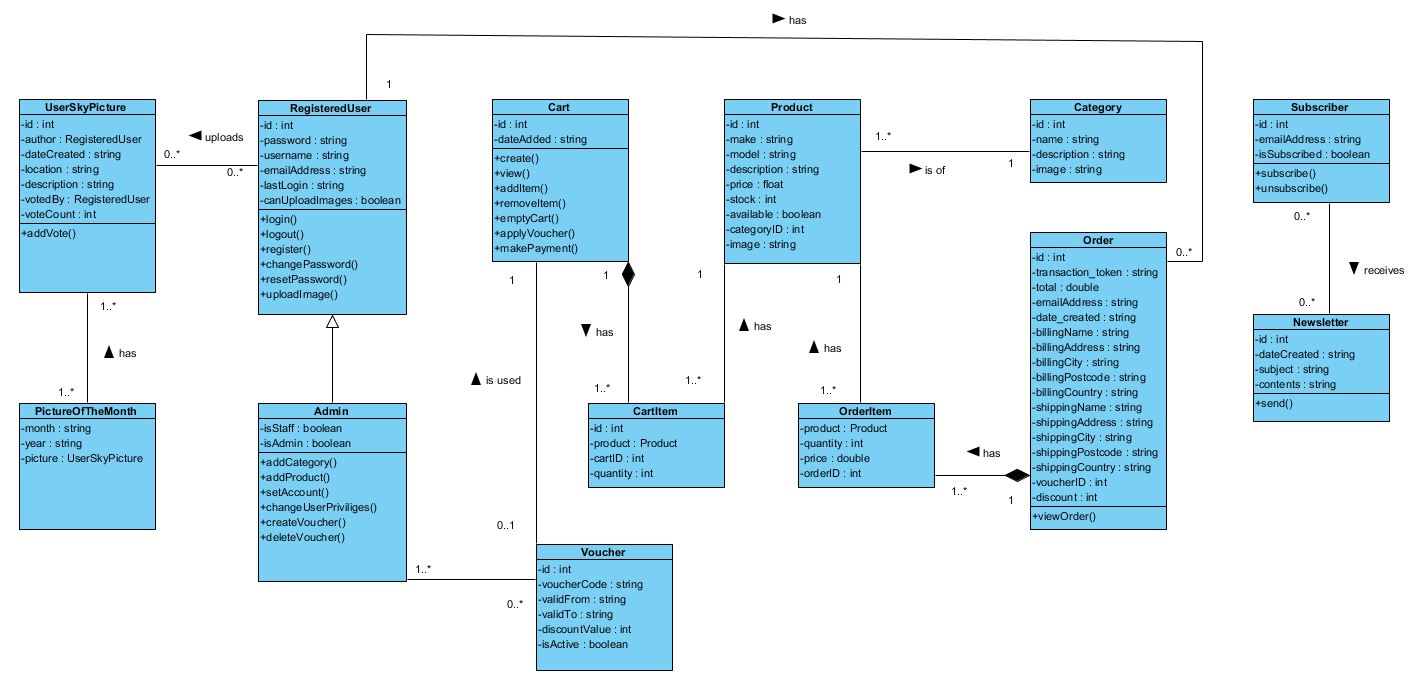 has
1
UserSkyPicture
-id : int
-author : RegisteredUser
-dateCreated : string
-location : string
-description : string
-votedBy : RegisteredUser
-voteCount : int
+addVote()
uploads
0..*
0..*
RegisteredUser
-id : int
-password : string
-username : string
-emailAddress : string
-lastLogin : string
-canUploadImages : boolean
+login()
+logout()
+register()
+changePassword()
+resetPassword()
+uploadImage()
Cart
-id : int
-dateAdded : string
+create()
+view()
+addItem()
+removeItem()
+emptyCart()
+applyVoucher()
+makePayment()
Product
-id : int
-make : string
-model : string
-description : string
-price : float
-stock : int
-available : boolean
-categoryID : int
-image : string
1..*
1
is of
Category
-id : int
-name : string
-description : string
-image : string
Subscriber
-id : int
-emailAddress : string
-isSubscribed : boolean
+subscribe()
+unsubscribe()
0..*
receives
0..*
Newsletter
-id : int
-dateCreated : string
-subject : string
-contents : string
+send()
Order
-id : int
-transaction_token : string
-total : double
-emailAddress : string
-date_created : string
-billingName : string
-billingAddress : string
-billingCity : string
-billingPostcode : string
-billingCountry : string
-shippingName : string
-shippingAddress : string
-shippingCity : string
-shippingPostcode : string
-shippingCountry : string
-voucherID : int
-discount : int
+viewOrder()
0..*
1..*
has
1..*
PictureOfTheMonth
-month : string
-year : string
-picture : UserSkyPicture
Admin
-isStaff : boolean
-isAdmin : boolean
+addCategory()
+addProduct()
+setAccount()
+changeUserPriviliges()
+createVoucher()
+deleteVoucher()
1
is used
0..1
1
has
1..*
1
has
1..*
1
has
1..*
CartItem
-id : int
-product : Product
-cartID : int
-quantity : int
OrderItem
-product : Product
-quantity : int
-price : double
-orderID : int
has
1..*
1
1..*
0..*
Voucher
-id : int
-voucherCode : string
-validFrom : string
-validTo : string
-discountValue : int
-isActive : boolean